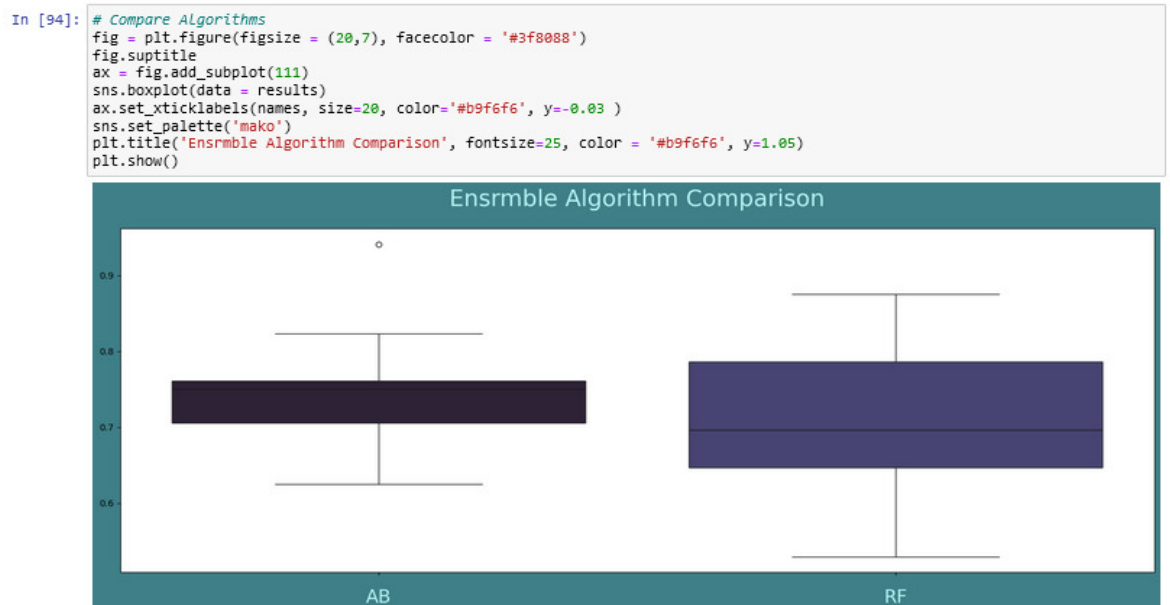 In [94]: # Compare Algorithms
fig = plt.figure(figsize = (20,7), facecolor = '#3f8088')
fig.suptitle
ax = fig.add_subplot(111)
sns.boxplot(data = results)
ax.set_xticklabels(names, size=20, color='#b9f6f6', y=-0.03 )
sns.set_palette('mako')
plt.title('Ensrmble Algorithm Comparison', fontsize=25, color = '#b9f6f6', y=1.05)
plt.show()
Ensrmble Algorithm Comparison
0.9
0.8
0.7
0.6
AB RF